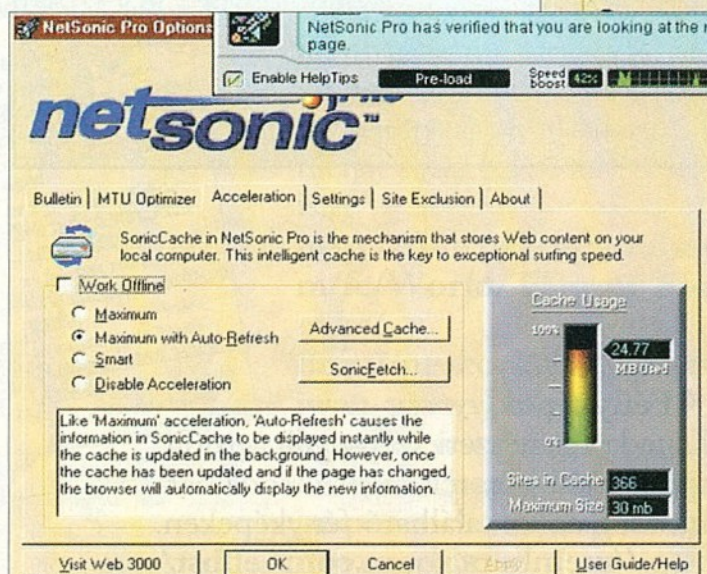 NetSonic Pro Options
NetSonic Pro has verified that you are looking at the
page.
Enable HelpTips
Pre-load
Speed boost 42%
netsonic™
Bulletin | MTU Optimizer | Acceleration | Settings | Site Exclusion | About
SonicCache in NetSonic Pro is the mechanism that stores Web content on your
local computer. This intelligent cache is the key to exceptional surfing speed.
Work Offline
Maximum
Maximum with Auto-Refresh
Smart
Disable Acceleration
Advanced Cache...
SonicFetch...
Like 'Maximum' acceleration, 'Auto-Refresh' causes the
information in SonicCache to be displayed instantly while
the cache is updated in the background. However, once
the cache has been updated and if the page has changed,
the browser will automatically display the new information.
Cache Usage
100%
24.77
MB Used
0%
Sites in Cache 366
Maximum Size 30 mb
Visit Web 3000
OK
Cancel
Apply
User Guide/Help